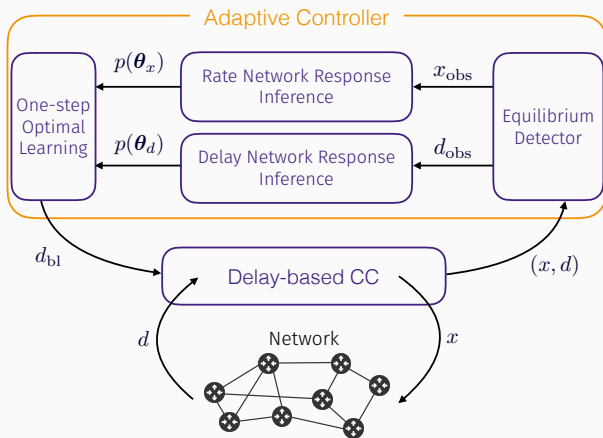 Adaptive Controller
One-step
Optimal
Learning
p(θ_x)
Rate Network Response
Inference
x_obs
p(θ_d)
Delay Network Response
Inference
d_obs
Equilibrium
Detector
d_bl
Delay-based CC
(x, d)
d
Network
x